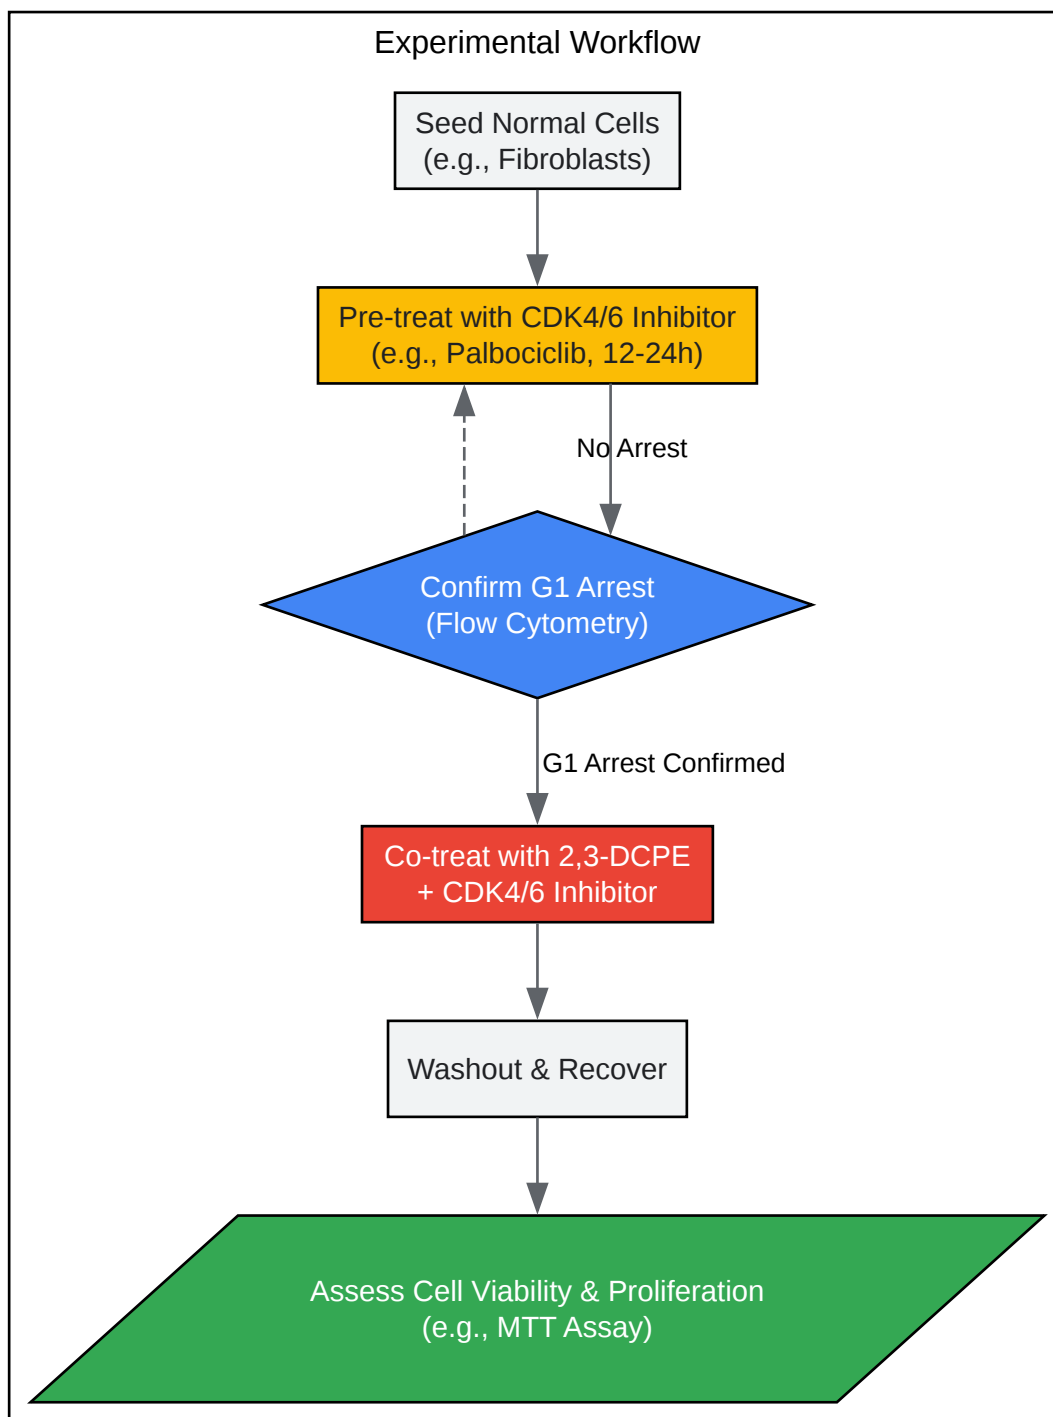 Experimental Workflow
Seed Normal Cells
(e.g., Fibroblasts)
Pre-treat with CDK4/6 Inhibitor
(e.g., Palbociclib, 12-24h)
No Arrest
Confirm G1 Arrest
(Flow Cytometry)
G1 Arrest Confirmed
Co-treat with 2,3-DCPE
+ CDK4/6 Inhibitor
Washout & Recover
Assess Cell Viability & Proliferation
(e.g., MTT Assay)